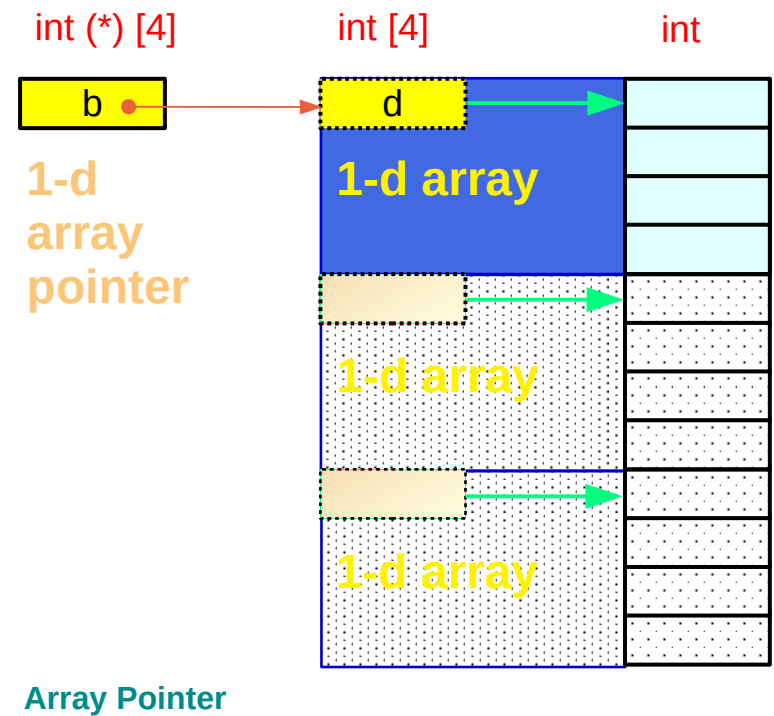 int (*) [4]
int [4]
int
b
d
1-d
array
pointer
1-d array
1-d array
1-d array
Array Pointer